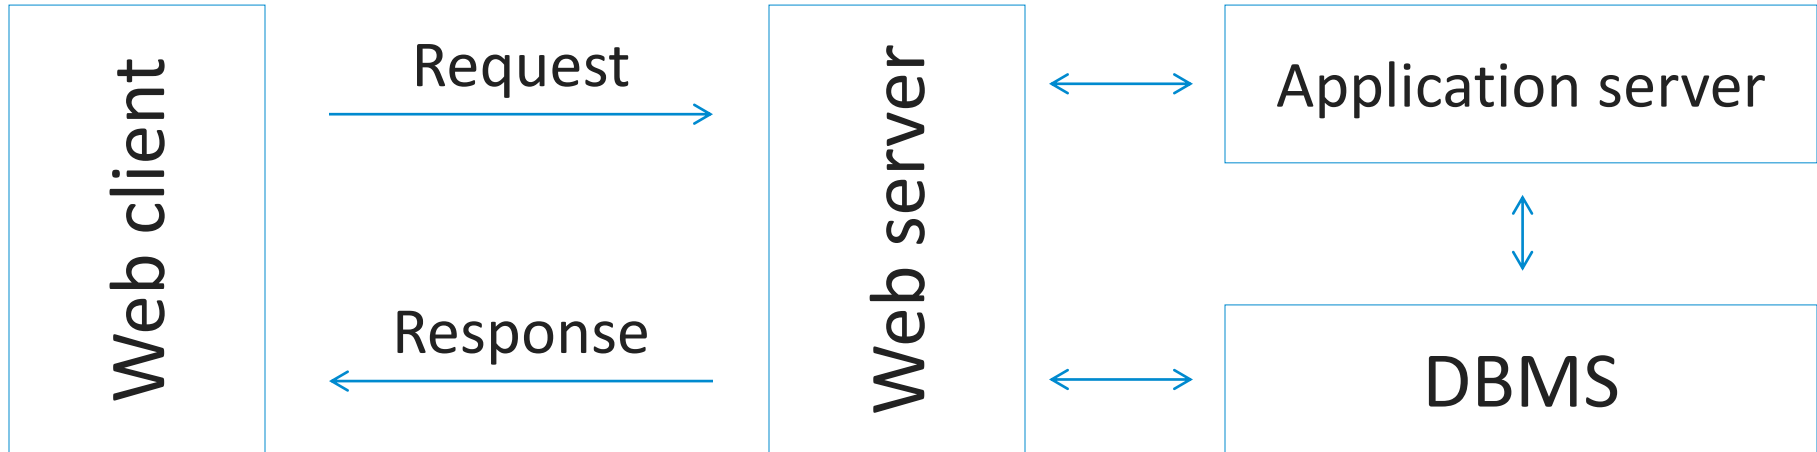 Web client
Request
Response
Web server
Application server
DBMS